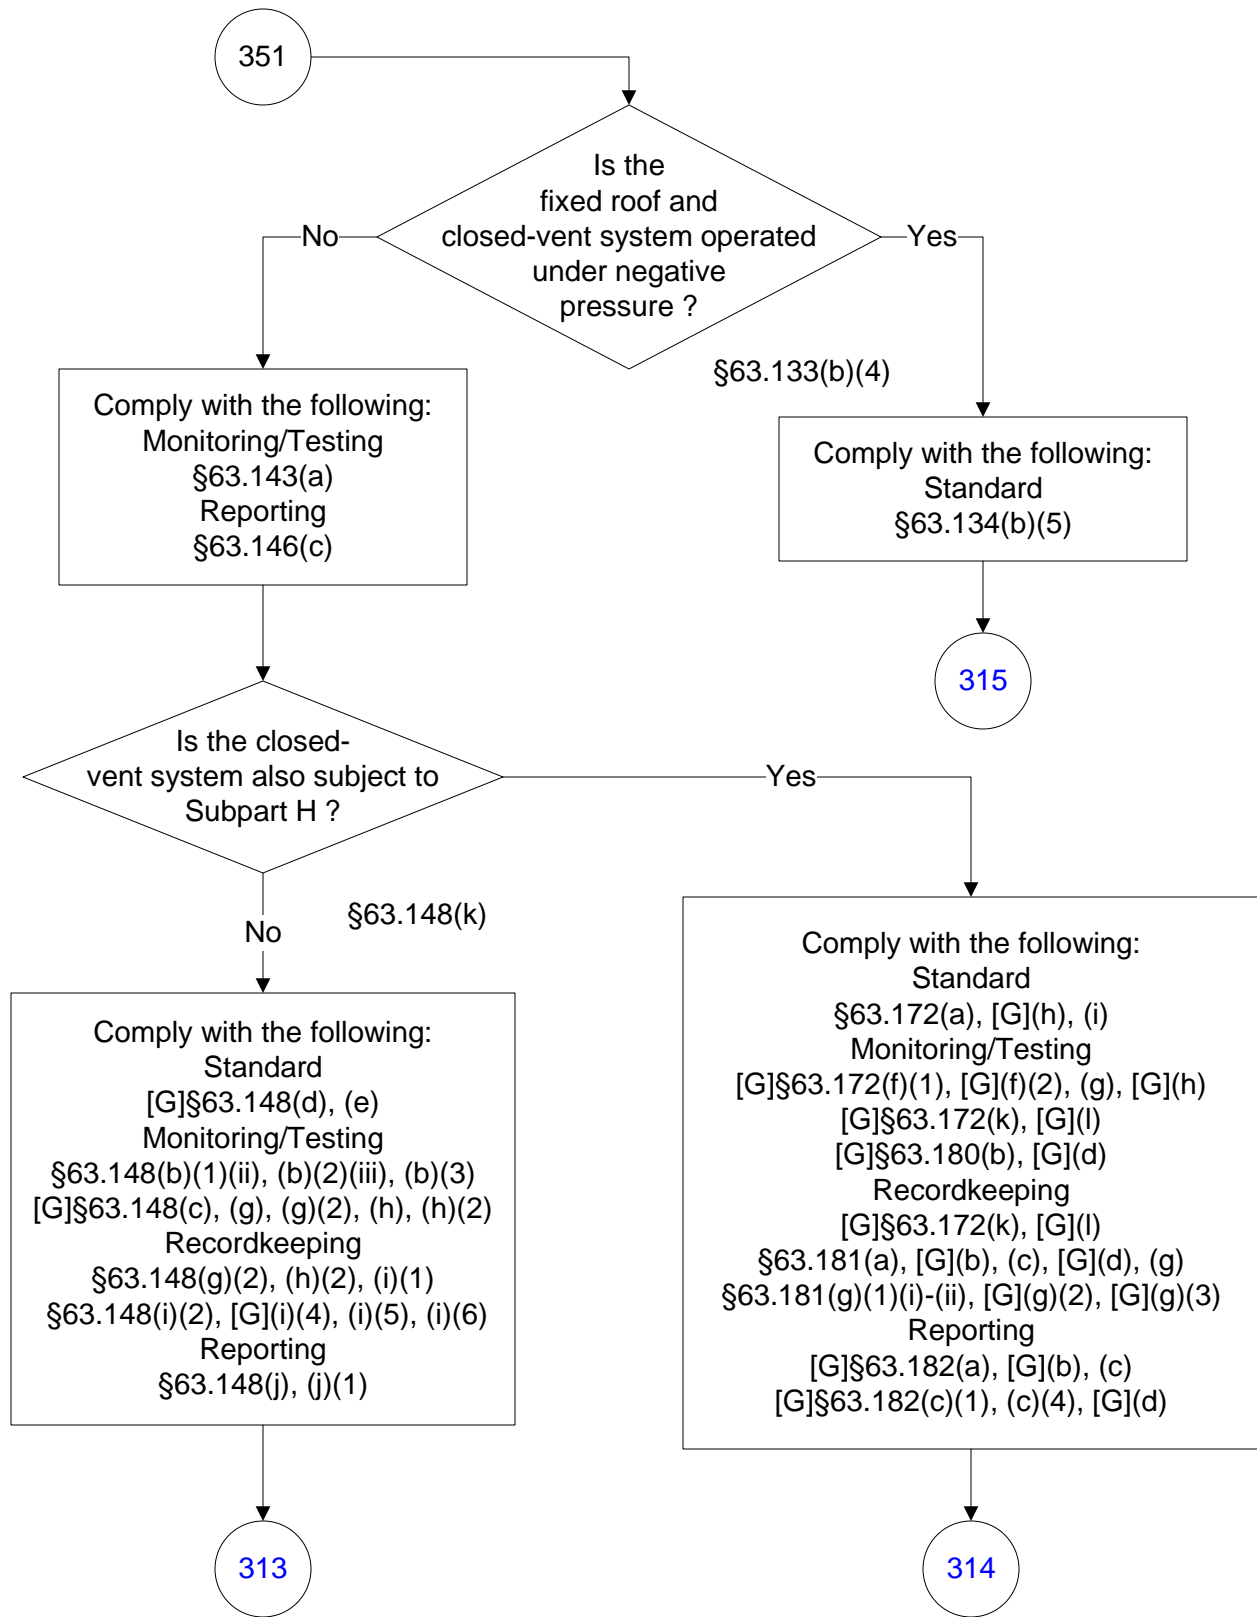 351
Is the
fixed roof and
closed-vent system operated
under negative
pressure ?
No
Yes
§63.133(b)(4)
Comply with the following:
Monitoring/Testing
§63.143(a)
Reporting
§63.146(c)
Comply with the following:
Standard
§63.134(b)(5)
315
Is the closed-
vent system also subject to
Subpart H ?
Yes
No
§63.148(k)
Comply with the following:
Standard
[G]§63.148(d), (e)
Monitoring/Testing
§63.148(b)(1)(ii), (b)(2)(iii), (b)(3)
[G]§63.148(c), (g), (g)(2), (h), (h)(2)
Recordkeeping
§63.148(g)(2), (h)(2), (i)(1)
§63.148(i)(2), [G](i)(4), (i)(5), (i)(6)
Reporting
§63.148(j), (j)(1)
Comply with the following:
Standard
§63.172(a), [G](h), (i)
Monitoring/Testing
[G]§63.172(f)(1), [G](f)(2), (g), [G](h)
[G]§63.172(k), [G](l)
[G]§63.180(b), [G](d)
Recordkeeping
[G]§63.172(k), [G](l)
§63.181(a), [G](b), (c), [G](d), (g)
§63.181(g)(1)(i)-(ii), [G](g)(2), [G](g)(3)
Reporting
[G]§63.182(a), [G](b), (c)
[G]§63.182(c)(1), (c)(4), [G](d)
313
314